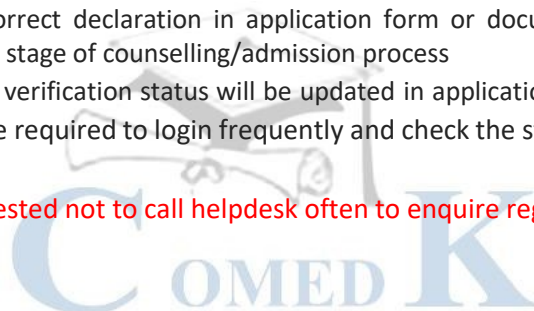 orrect declaration in application form or docu
stage of counselling/admission process
verification status will be updated in applicatio
e required to login frequently and check the s
ested not to call helpdesk often to enquire reg
COMED K